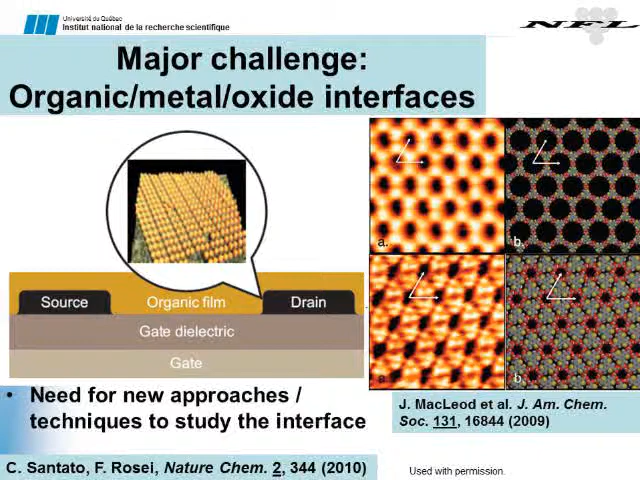 Université du Québec
Institut national de la recherche scientifique
NFL
Major challenge:
Organic/metal/oxide interfaces
a.
b.
Source
Organic film
Drain
Gate dielectric
Gate
a.
b.
• Need for new approaches /
techniques to study the interface
J. MacLeod et al. J. Am. Chem.
Soc. 131, 16844 (2009)
C. Santato, F. Rosei, Nature Chem. 2, 344 (2010)
Used with permission.